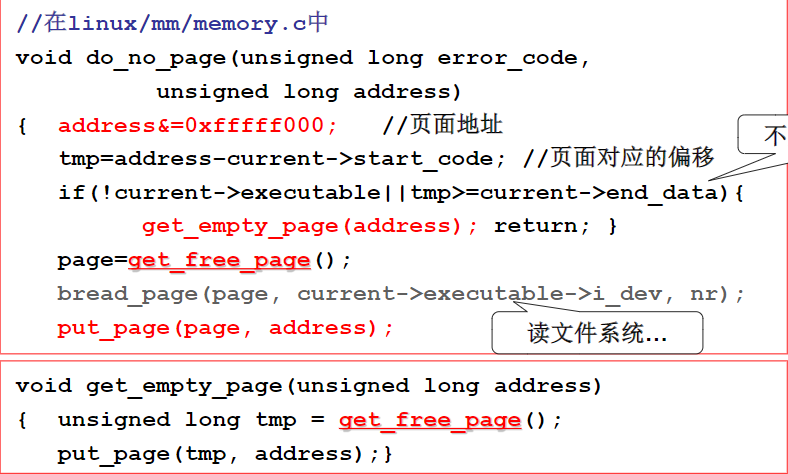 //在linux/mm/memory.c中
void do_no_page(unsigned long error_code,
unsigned long address)
{ address&=0xfffff000; //页面地址
tmp=address-current->start_code; //页面对应的偏移
不
if(!current->executable||tmp>=current->end_data){
get_empty_page(address); return; }
page=get_free_page();
bread_page(page, current->executable->i_dev, nr);
put_page(page, address);
读文件系统…
void get_empty_page(unsigned long address)
{ unsigned long tmp = get_free_page();
put_page(tmp, address);}